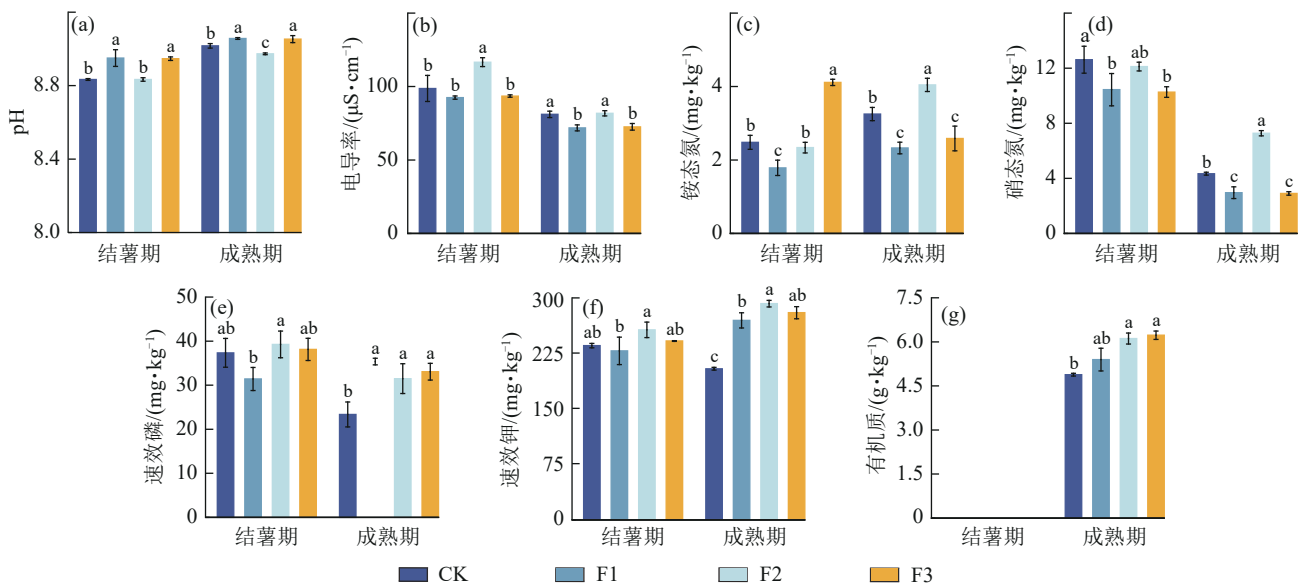 (a)
pH
8.8
8.4
8.0
b a b a
b a c a
结薯期 成熟期
(b)
电导率/(μS•cm⁻¹)
100
50
0
b b a b
a b a b
结薯期 成熟期
(c)
铵态氮/(mg•kg⁻¹)
4
2
0
b c b a
b c a c
结薯期 成熟期
(d)
硝态氮/(mg•kg⁻¹)
12
8
4
0
a b ab b
b c a c
结薯期 成熟期
(e)
速效磷/(mg•kg⁻¹)
50
40
30
20
10
0
ab b a ab
b a a a
结薯期 成熟期
(f)
速效钾/(mg•kg⁻¹)
300
225
150
75
0
ab b a ab
c b a ab
结薯期 成熟期
(g)
有机质/(g•kg⁻¹)
7.5
6.0
4.5
3.0
1.5
0
b ab a a
结薯期 成熟期
CK F1 F2 F3